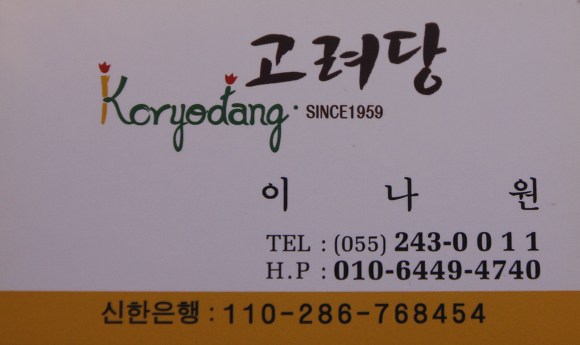 고려당
Koryodang · SINCE1959
이 나 원
TEL : (055) 243-0 0 1 1
H.P : 010-6449-4740
신한은행 : 110-286-768454